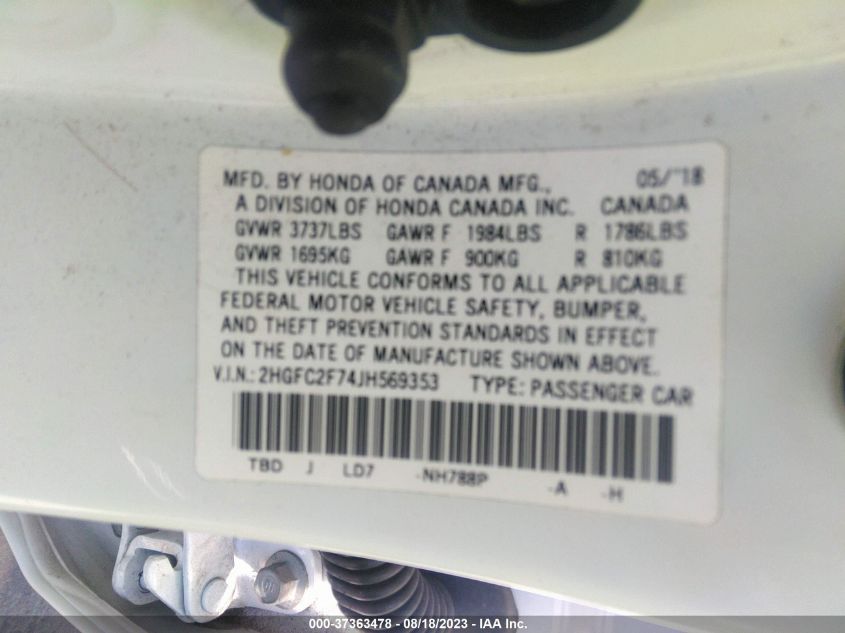 MFD. BY HONDA OF CANADA MFG., 05/"18
A DIVISION OF HONDA CANADA INC. CANADA
GVWR 3737LBS GAWR F 1984LBS R 1786LBS
GVWR 1695KG GAWR F 900KG R 810KG
THIS VEHICLE CONFORMS TO ALL APPLICABLE
FEDERAL MOTOR VEHICLE SAFETY, BUMPER,
AND THEFT PREVENTION STANDARDS IN EFFECT
ON THE DATE OF MANUFACTURE SHOWN ABOVE.
V.I.N.: 2HGFC2F74JH569353 TYPE: PASSENGER CAR
TBD J LD7 -NH788P -A -H
000-37363478 - 08/18/2023 - IAA Inc.